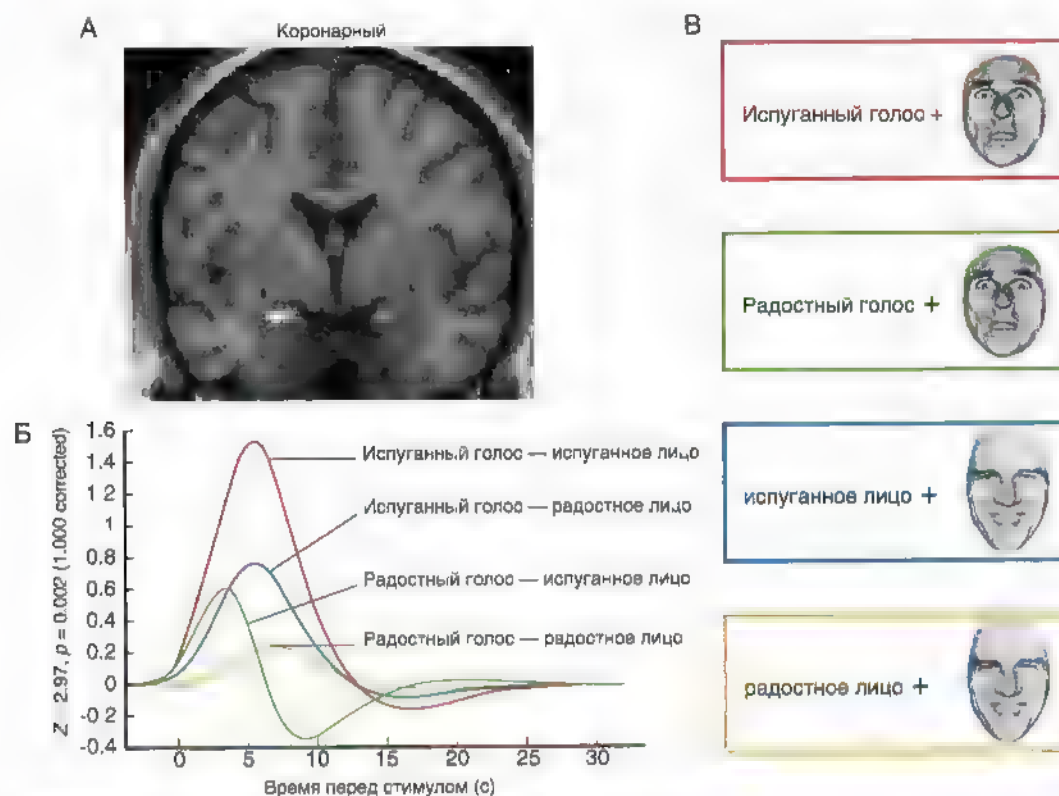 А
Коронарный
В
Испуганный голос +
Радостный голос +
испуганное лицо +
радостное лицо +
Б
Z = 2.97, p = 0.002 (1.000 corrected)
1.6
1.4
1.2
1
0.8
0.6
0.4
0.2
0
-0.2
-0.4
Испуганный голос — испуганное лицо
Испуганный голос — радостное лицо
Радостный голос — испуганное лицо
Радостный голос — радостное лицо
0 5 10 15 20 25 30
Время перед стимулом (с)